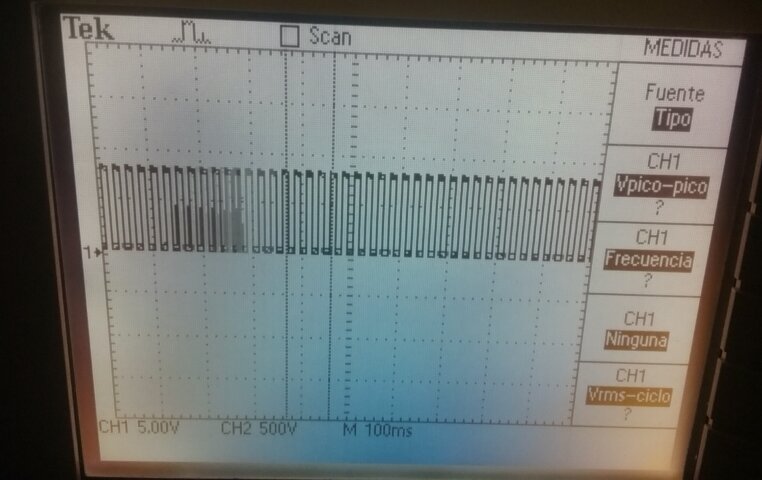 Tek Scan MEDIDAS
Fuente
Tipo
CH1
Vpico-pico
?
CH1
Frecuencia
?
CH1
Ninguna
CH1
Vrms-ciclo
?
1
CH1 5.00V CH2 500V M 100ms